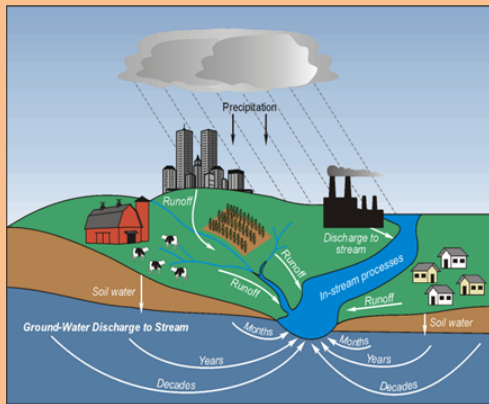 Precipitation
Runoff
Discharge to
stream
Runoff
In-stream processes
Runoff
Runoff
Soil water
Soil water
Ground-Water Discharge to Stream
Months
Months
Years
Years
Decades
Decades